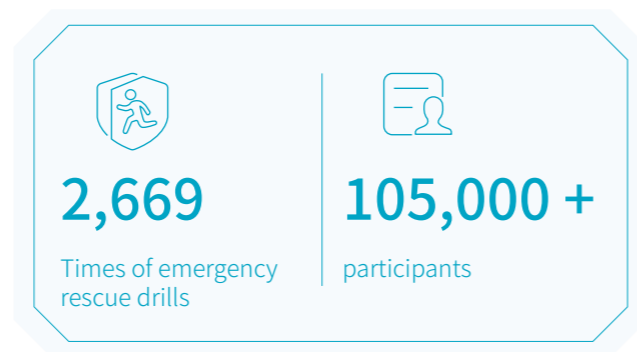 2,669
Times of emergency
rescue drills
105,000 +
participants